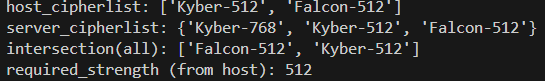 host_cipherlist: ['Kyber-512', 'Falcon-512']
server_cipherlist: {'Kyber-768', 'Kyber-512', 'Falcon-512'}
intersection(all): ['Falcon-512', 'Kyber-512']
required_strength (from host): 512